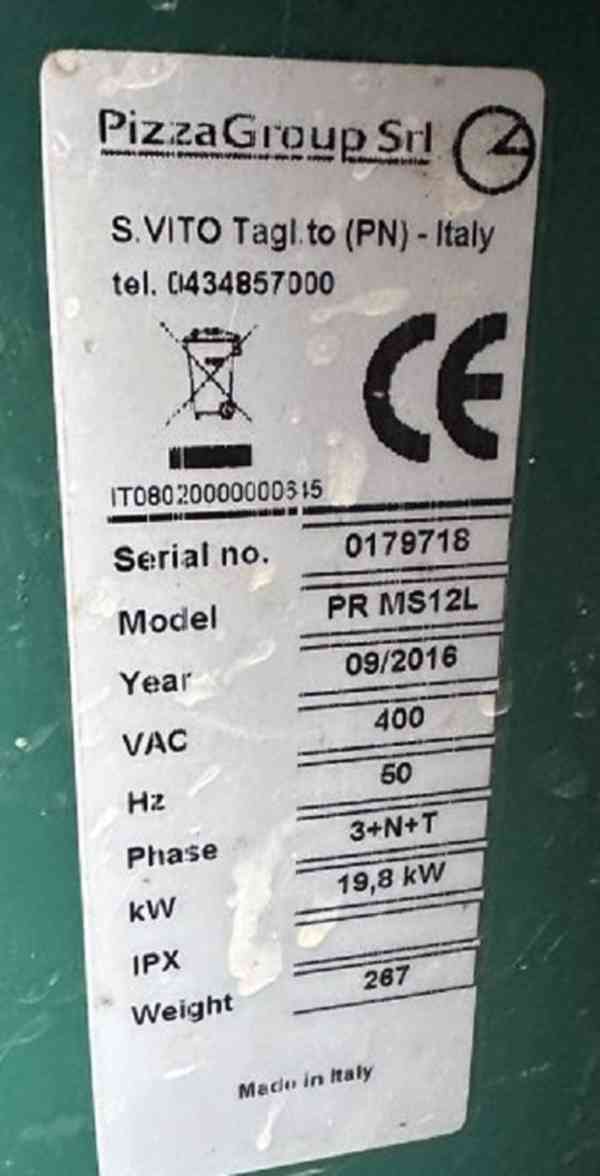 PizzaGroup Srl
S.VITO Tagl.to (PN) - Italy
tel. 0434857000
CE
IT08020000000615
Serial no. 0179718
Model PR MS12L
Year 09/2016
VAC 400
Hz 50
Phase 3+N+T
kW 19,8 kW
IPX
Weight 267
Made in Italy